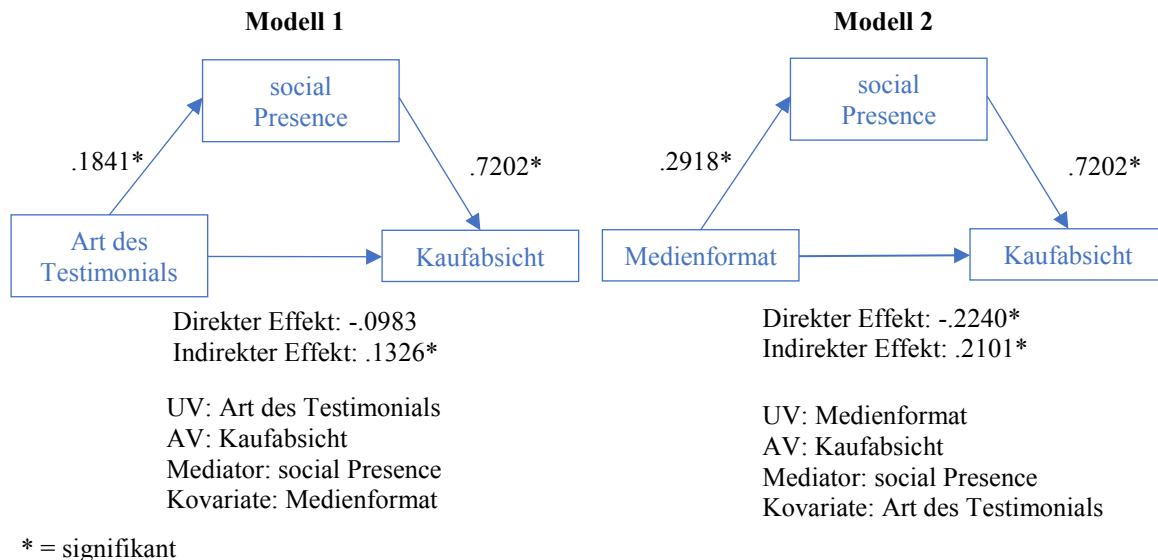 Modell 1
social
Presence
.1841*
.7202*
Art des
Testimonials
Kaufabsicht
Direkter Effekt: -.0983
Indirekter Effekt: .1326*
UV: Art des Testimonials
AV: Kaufabsicht
Mediator: social Presence
Kovariate: Medienformat
Modell 2
social
Presence
.2918*
.7202*
Medienformat
Kaufabsicht
Direkter Effekt: -.2240*
Indirekter Effekt: .2101*
UV: Medienformat
AV: Kaufabsicht
Mediator: social Presence
Kovariate: Art des Testimonials
* = signifikant